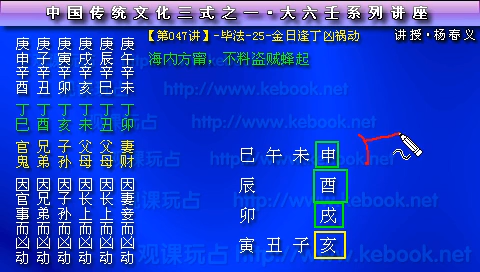 中国传统文化三式之一·大六壬系列讲座
【第047讲】-毕法-25-金日逢丁凶祸动
讲授·杨春义
海内方甯，不料盗贼蜂起
庚庚庚庚庚庚
申子寅戌辰午
辛辛辛辛辛辛
酉丑卯亥巳未
丁丁丁丁丁丁
巳酉亥未丑卯
官兄子父父妻
鬼弟孙母母财
因因因因因因
官兄子长长妻
事弟孙上上妾
而而而而而而
凶凶凶凶凶凶
动动动动动动
巳午未申
辰 酉
卯 戌
寅丑子亥
http://www.kebook.net
观课玩占